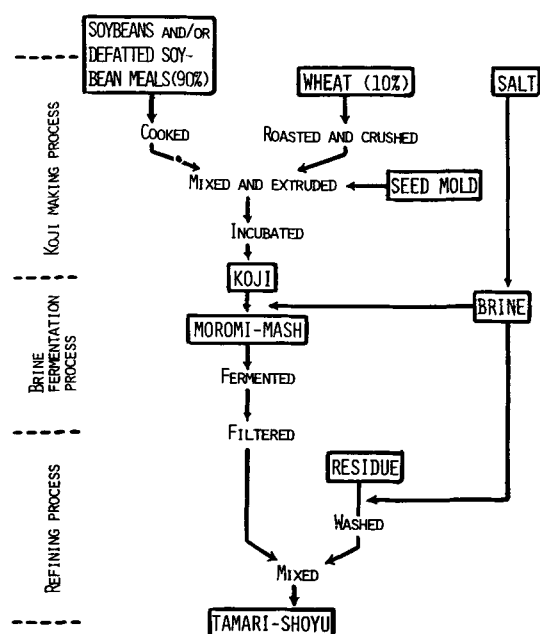 SOYBEANS AND/OR
DEFATTED SOY-
BEAN MEALS(90%)
WHEAT (10%)
SALT
COOKED
ROASTED AND CRUSHED
MIXED AND EXTRUDED
SEED MOLD
INCUBATED
KOJI
BRINE
MOROMI-MASH
FERMENTED
FILTERED
RESIDUE
WASHED
MIXED
TAMARI-SHOYU
KOJI MAKING PROCESS
BRINE
FERMENTATION
PROCESS
REFINING PROCESS